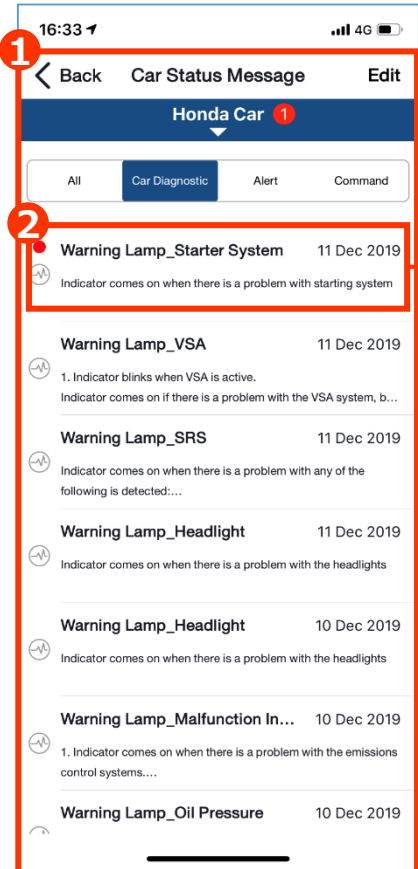 16:33 4G
1
Back Car Status Message Edit
Honda Car 1
All Car Diagnostic Alert Command
2
Warning Lamp_Starter System 11 Dec 2019
Indicator comes on when there is a problem with starting system
Warning Lamp_VSA 11 Dec 2019
1. Indicator blinks when VSA is active.
Indicator comes on if there is a problem with the VSA system, b...
Warning Lamp_SRS 11 Dec 2019
Indicator comes on when there is a problem with any of the
following is detected:...
Warning Lamp_Headlight 11 Dec 2019
Indicator comes on when there is a problem with the headlights
Warning Lamp_Headlight 10 Dec 2019
Indicator comes on when there is a problem with the headlights
Warning Lamp_Malfunction In... 10 Dec 2019
1. Indicator comes on when there is a problem with the emissions
control systems....
Warning Lamp_Oil Pressure 10 Dec 2019